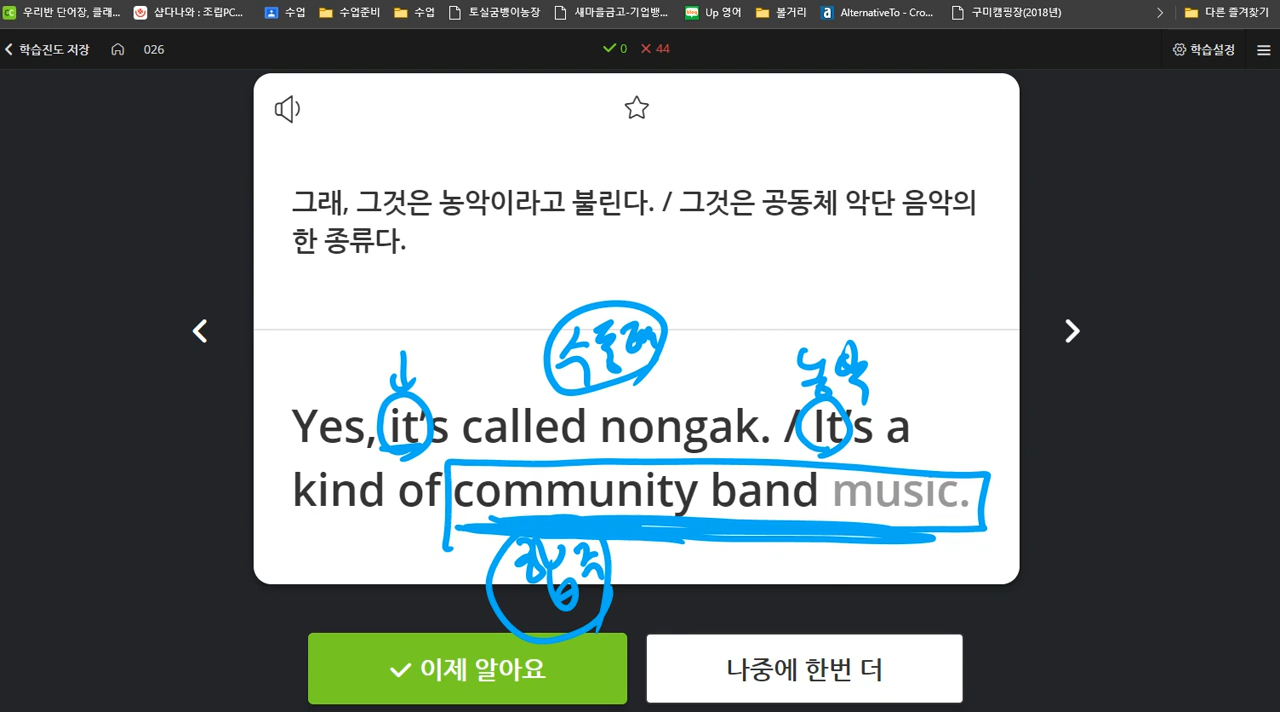 우리반 단어장, 클래... 샵다나와 : 조립PC... 수업 수업준비 수업 토실굼벵이농장 새마을금고-기업뱅... Up 영어 볼거리 AlternativeTo - Cro... 구미캠핑장(2018년) 다른 즐겨찾기
학습진도 저장 026 0 44 학습설정
그래, 그것은 농악이라고 불린다. / 그것은 공동체 악단 음악의
한 종류다.
수동태
농악
Yes, it's called nongak. / It's a
kind of community band music.
합주
이제 알아요 나중에 한번 더